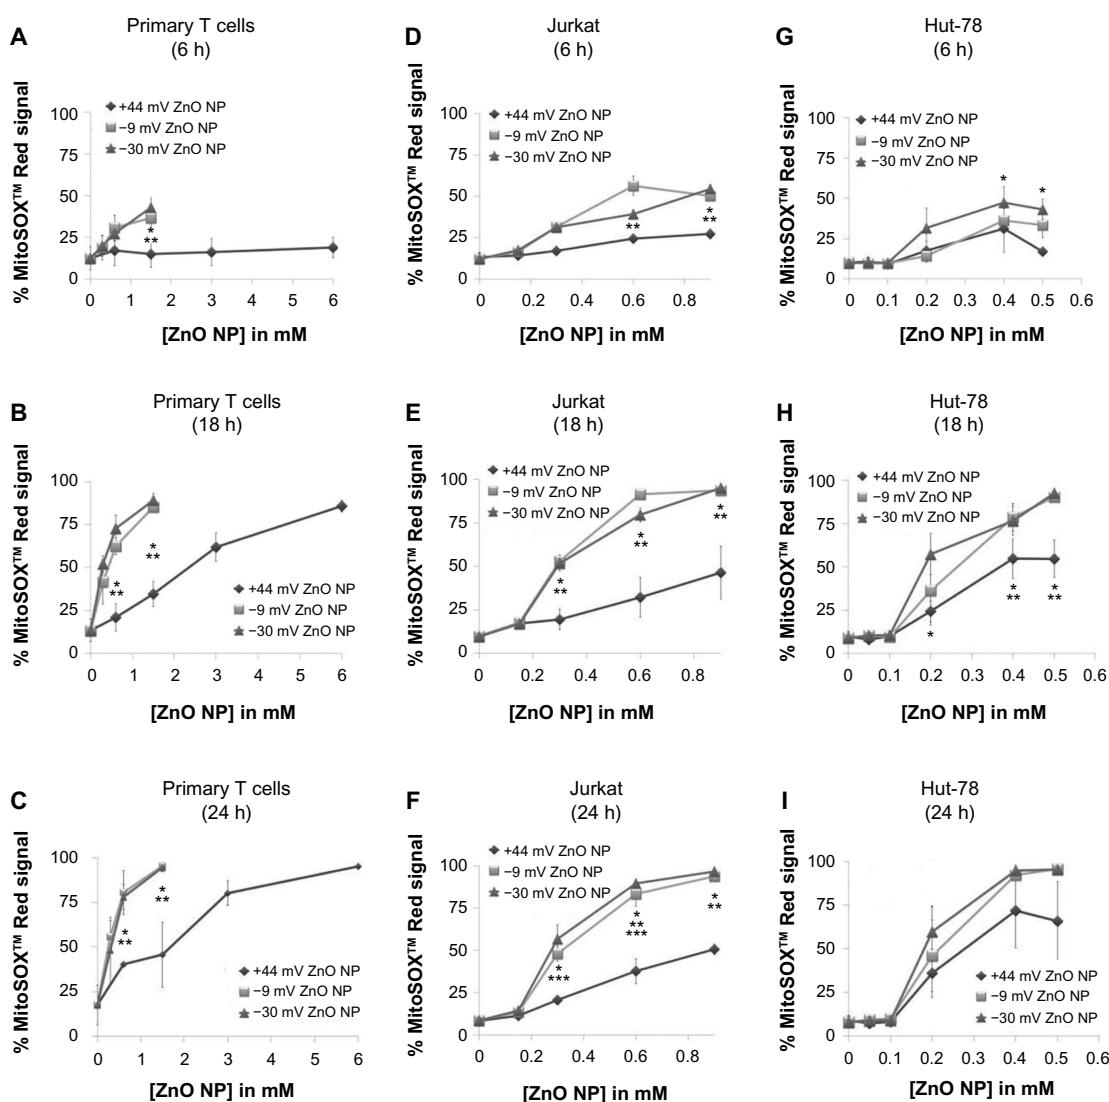 A
Primary T cells
(6 h)
% MitoSOX™ Red signal
100
75
50
25
0
+44 mV ZnO NP
−9 mV ZnO NP
−30 mV ZnO NP
*
**
0 1 2 3 4 5 6
[ZnO NP] in mM
D
Jurkat
(6 h)
% MitoSOX™ Red signal
100
75
50
25
0
+44 mV ZnO NP
−9 mV ZnO NP
−30 mV ZnO NP
**
*
**
0 0.2 0.4 0.6 0.8
[ZnO NP] in mM
G
Hut-78
(6 h)
% MitoSOX™ Red signal
100
75
50
25
0
+44 mV ZnO NP
−9 mV ZnO NP
−30 mV ZnO NP
*
*
0 0.1 0.2 0.3 0.4 0.5 0.6
[ZnO NP] in mM
B
Primary T cells
(18 h)
% MitoSOX™ Red signal
100
75
50
25
0
*
**
*
**
+44 mV ZnO NP
−9 mV ZnO NP
−30 mV ZnO NP
0 1 2 3 4 5 6
[ZnO NP] in mM
E
Jurkat
(18 h)
% MitoSOX™ Red signal
100
75
50
25
0
+44 mV ZnO NP
−9 mV ZnO NP
−30 mV ZnO NP
*
**
*
**
*
**
0 0.2 0.4 0.6 0.8
[ZnO NP] in mM
H
Hut-78
(18 h)
% MitoSOX™ Red signal
100
75
50
25
0
+44 mV ZnO NP
−9 mV ZnO NP
−30 mV ZnO NP
*
*
**
*
**
0 0.1 0.2 0.3 0.4 0.5 0.6
[ZnO NP] in mM
C
Primary T cells
(24 h)
% MitoSOX™ Red signal
100
75
50
25
0
*
**
*
**
+44 mV ZnO NP
−9 mV ZnO NP
−30 mV ZnO NP
0 1 2 3 4 5 6
[ZnO NP] in mM
F
Jurkat
(24 h)
% MitoSOX™ Red signal
100
75
50
25
0
+44 mV ZnO NP
−9 mV ZnO NP
−30 mV ZnO NP
*
***
*
**
***
*
**
0 0.2 0.4 0.6 0.8
[ZnO NP] in mM
I
Hut-78
(24 h)
% MitoSOX™ Red signal
100
75
50
25
0
+44 mV ZnO NP
−9 mV ZnO NP
−30 mV ZnO NP
0 0.1 0.2 0.3 0.4 0.5 0.6
[ZnO NP] in mM